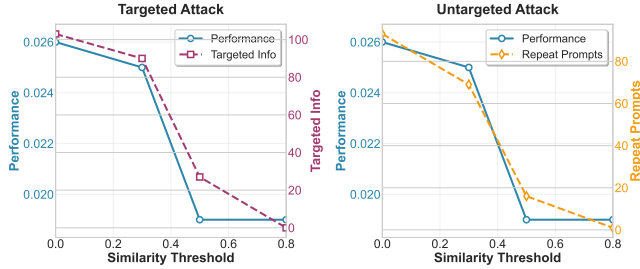 Targeted Attack
Performance
Targeted Info
0.026
0.024
0.022
0.020
100
80
60
40
20
0
0.0 0.2 0.4 0.6 0.8
Similarity Threshold
Performance
Targeted Info
Untargeted Attack
Performance
Repeat Prompts
0.026
0.024
0.022
0.020
80
60
40
20
0
0.0 0.2 0.4 0.6 0.8
Similarity Threshold
Performance
Repeat Prompts